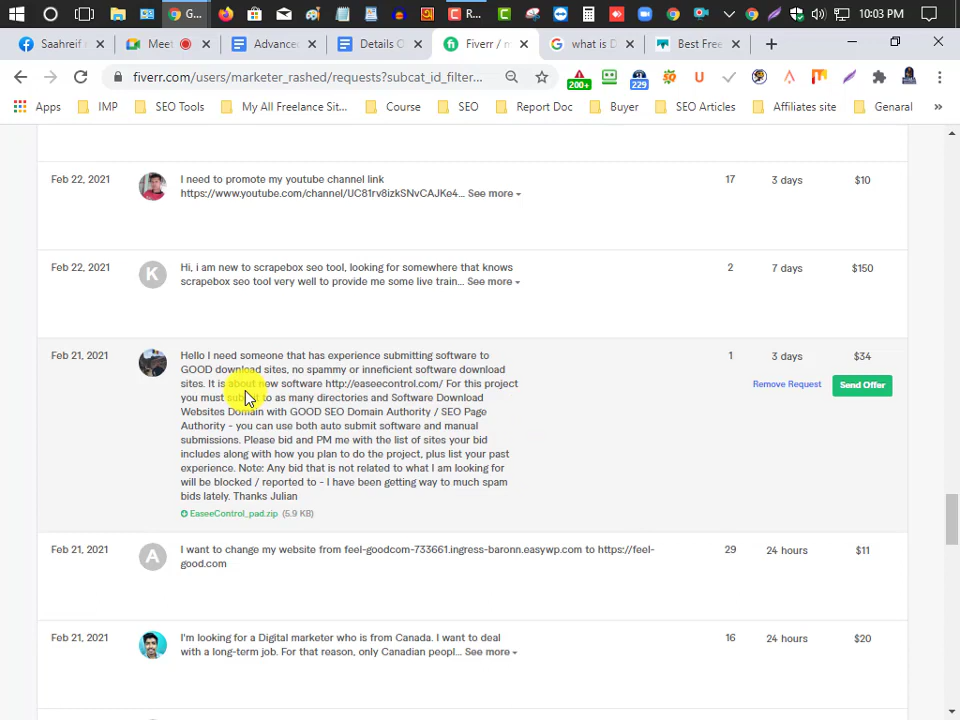 10:03 PM
Saahreif
Meet
Advance
Details O
Fiverr / m
what is D
Best Free
fiverr.com/users/marketer_rashed/requests?subcat_id_filter...
200+
229
Apps
IMP
SEO Tools
My All Freelance Sit...
Course
SEO
Report Doc
Buyer
SEO Articles
Affiliates site
Genaral
»
Feb 22, 2021
I need to promote my youtube channel link
https://www.youtube.com/channel/UC81rv8izkSNvCAJKe4... See more
17
3 days
$10
Feb 22, 2021
K
Hi, i am new to scrapebox seo tool, looking for somewhere that knows
scrapebox seo tool very well to provide me some live train... See more
2
7 days
$150
Feb 21, 2021
Hello I need someone that has experience submitting software to
GOOD download sites, no spammy or inneficient software download
sites. It is about new software http://easeecontrol.com/ For this project
you must submit to as many directories and Software Download
Websites Domain with GOOD SEO Domain Authority / SEO Page
Authority - you can use both auto submit software and manual
submissions. Please bid and PM me with the list of sites your bid
includes along with how you plan to do the project, plus list your past
experience. Note: Any bid that is not related to what I am looking for
will be blocked / reported to - I have been getting way to much spam
bids lately. Thanks Julian
EaseeControl_pad.zip (5.9 KB)
1
3 days
$34
Remove Request
Send Offer
Feb 21, 2021
A
I want to change my website from feel-goodcom-733661.ingress-baronn.easywp.com to https://feel-
good.com
29
24 hours
$11
Feb 21, 2021
I'm looking for a Digital marketer who is from Canada. I want to deal
with a long-term job. For that reason, only Canadian peopl... See more
16
24 hours
$20